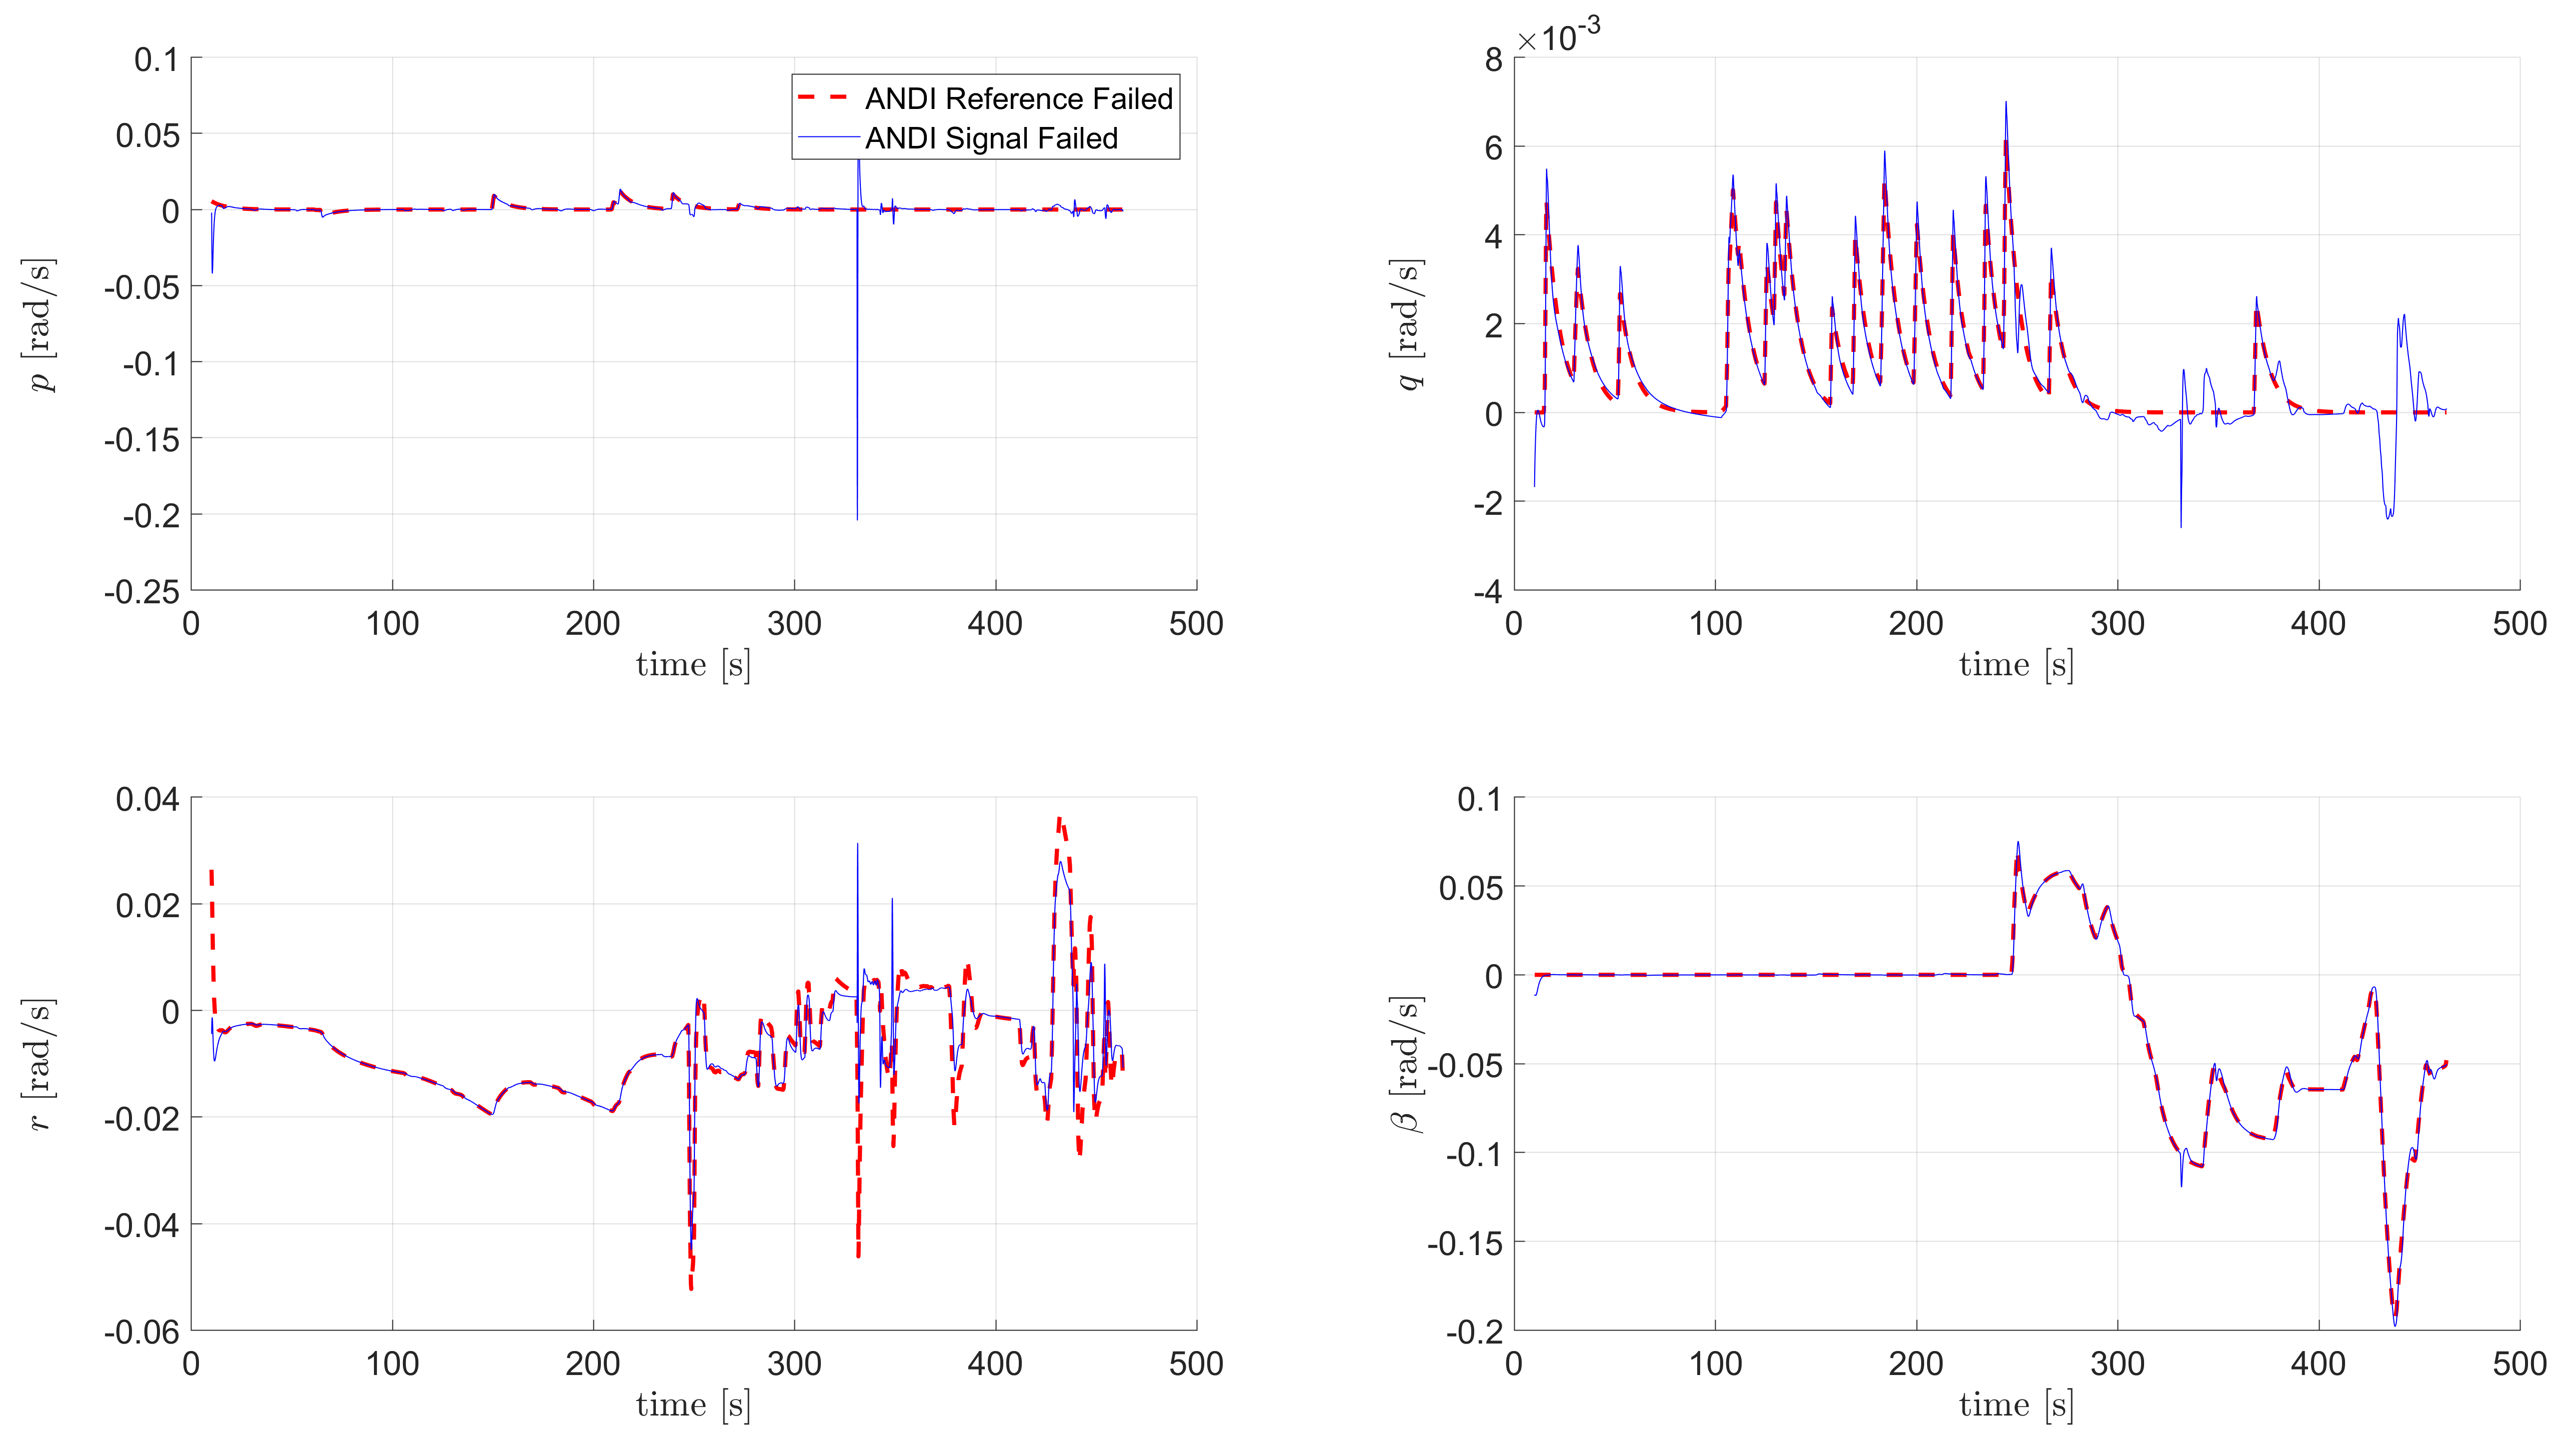 0.1
0.05
0
-0.05
-0.1
-0.15
-0.2
-0.25
p [rad/s]
0 100 200 300 400 500
time [s]
ANDI Reference Failed
ANDI Signal Failed
×10-3
8
6
4
2
0
-2
-4
q [rad/s]
0 100 200 300 400 500
time [s]
0.04
0.02
0
-0.02
-0.04
-0.06
r [rad/s]
0 100 200 300 400 500
time [s]
0.1
0.05
0
-0.05
-0.1
-0.15
-0.2
β [rad/s]
0 100 200 300 400 500
time [s]